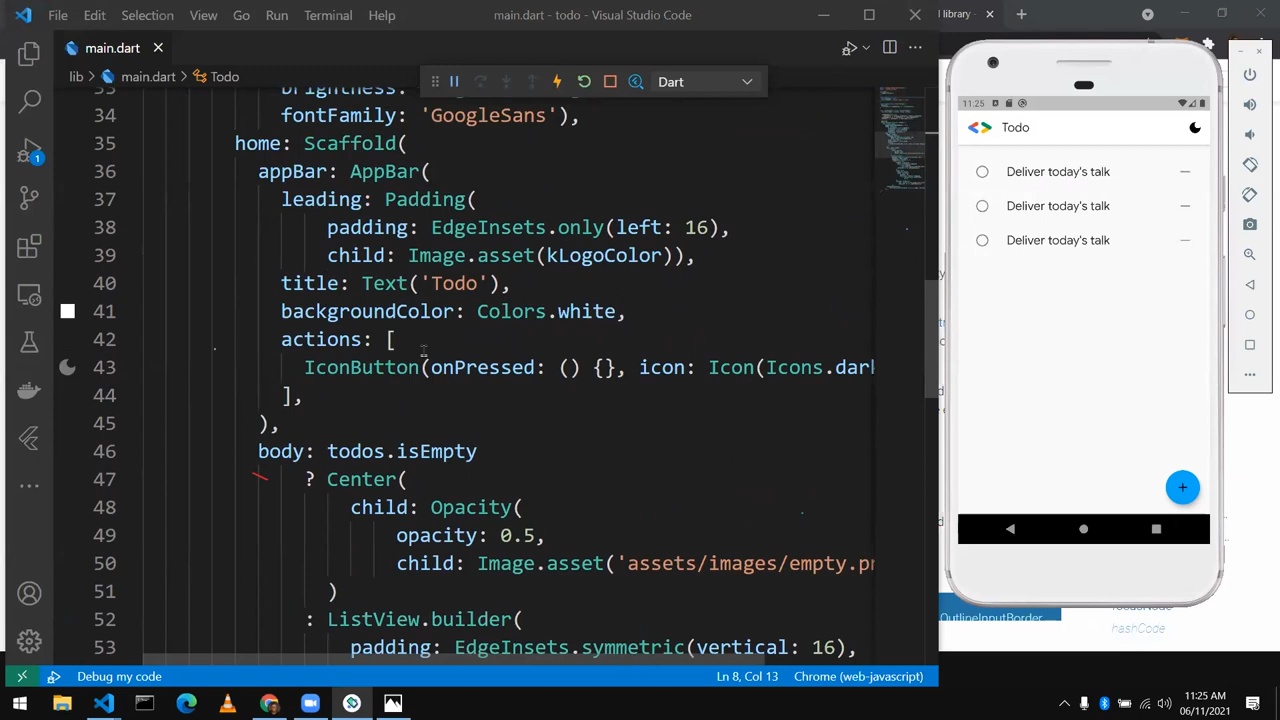 File Edit Selection View Go Run Terminal Help main.dart - todo - Visual Studio Code
main.dart
lib main.dart Todo
Dart
34 fontFamily: 'GoogleSans'),
35 home: Scaffold(
36 appBar: AppBar(
37 leading: Padding(
38 padding: EdgeInsets.only(left: 16),
39 child: Image.asset(kLogoColor)),
40 title: Text('Todo'),
41 backgroundColor: Colors.white,
42 actions: [
43 IconButton(onPressed: () {}, icon: Icon(Icons.dark
44 ],
45 ),
46 body: todos.isEmpty
47 ? Center(
48 child: Opacity(
49 opacity: 0.5,
50 child: Image.asset('assets/images/empty.pn
51 )
52 : ListView.builder(
53 padding: EdgeInsets.symmetric(vertical: 16),
1
Debug my code Ln 8, Col 13 Chrome (web-javascript)
11:25
Todo
Deliver today's talk
Deliver today's talk
Deliver today's talk
+
OutlineInputBorder
hashCode
11:25 AM
06/11/2021